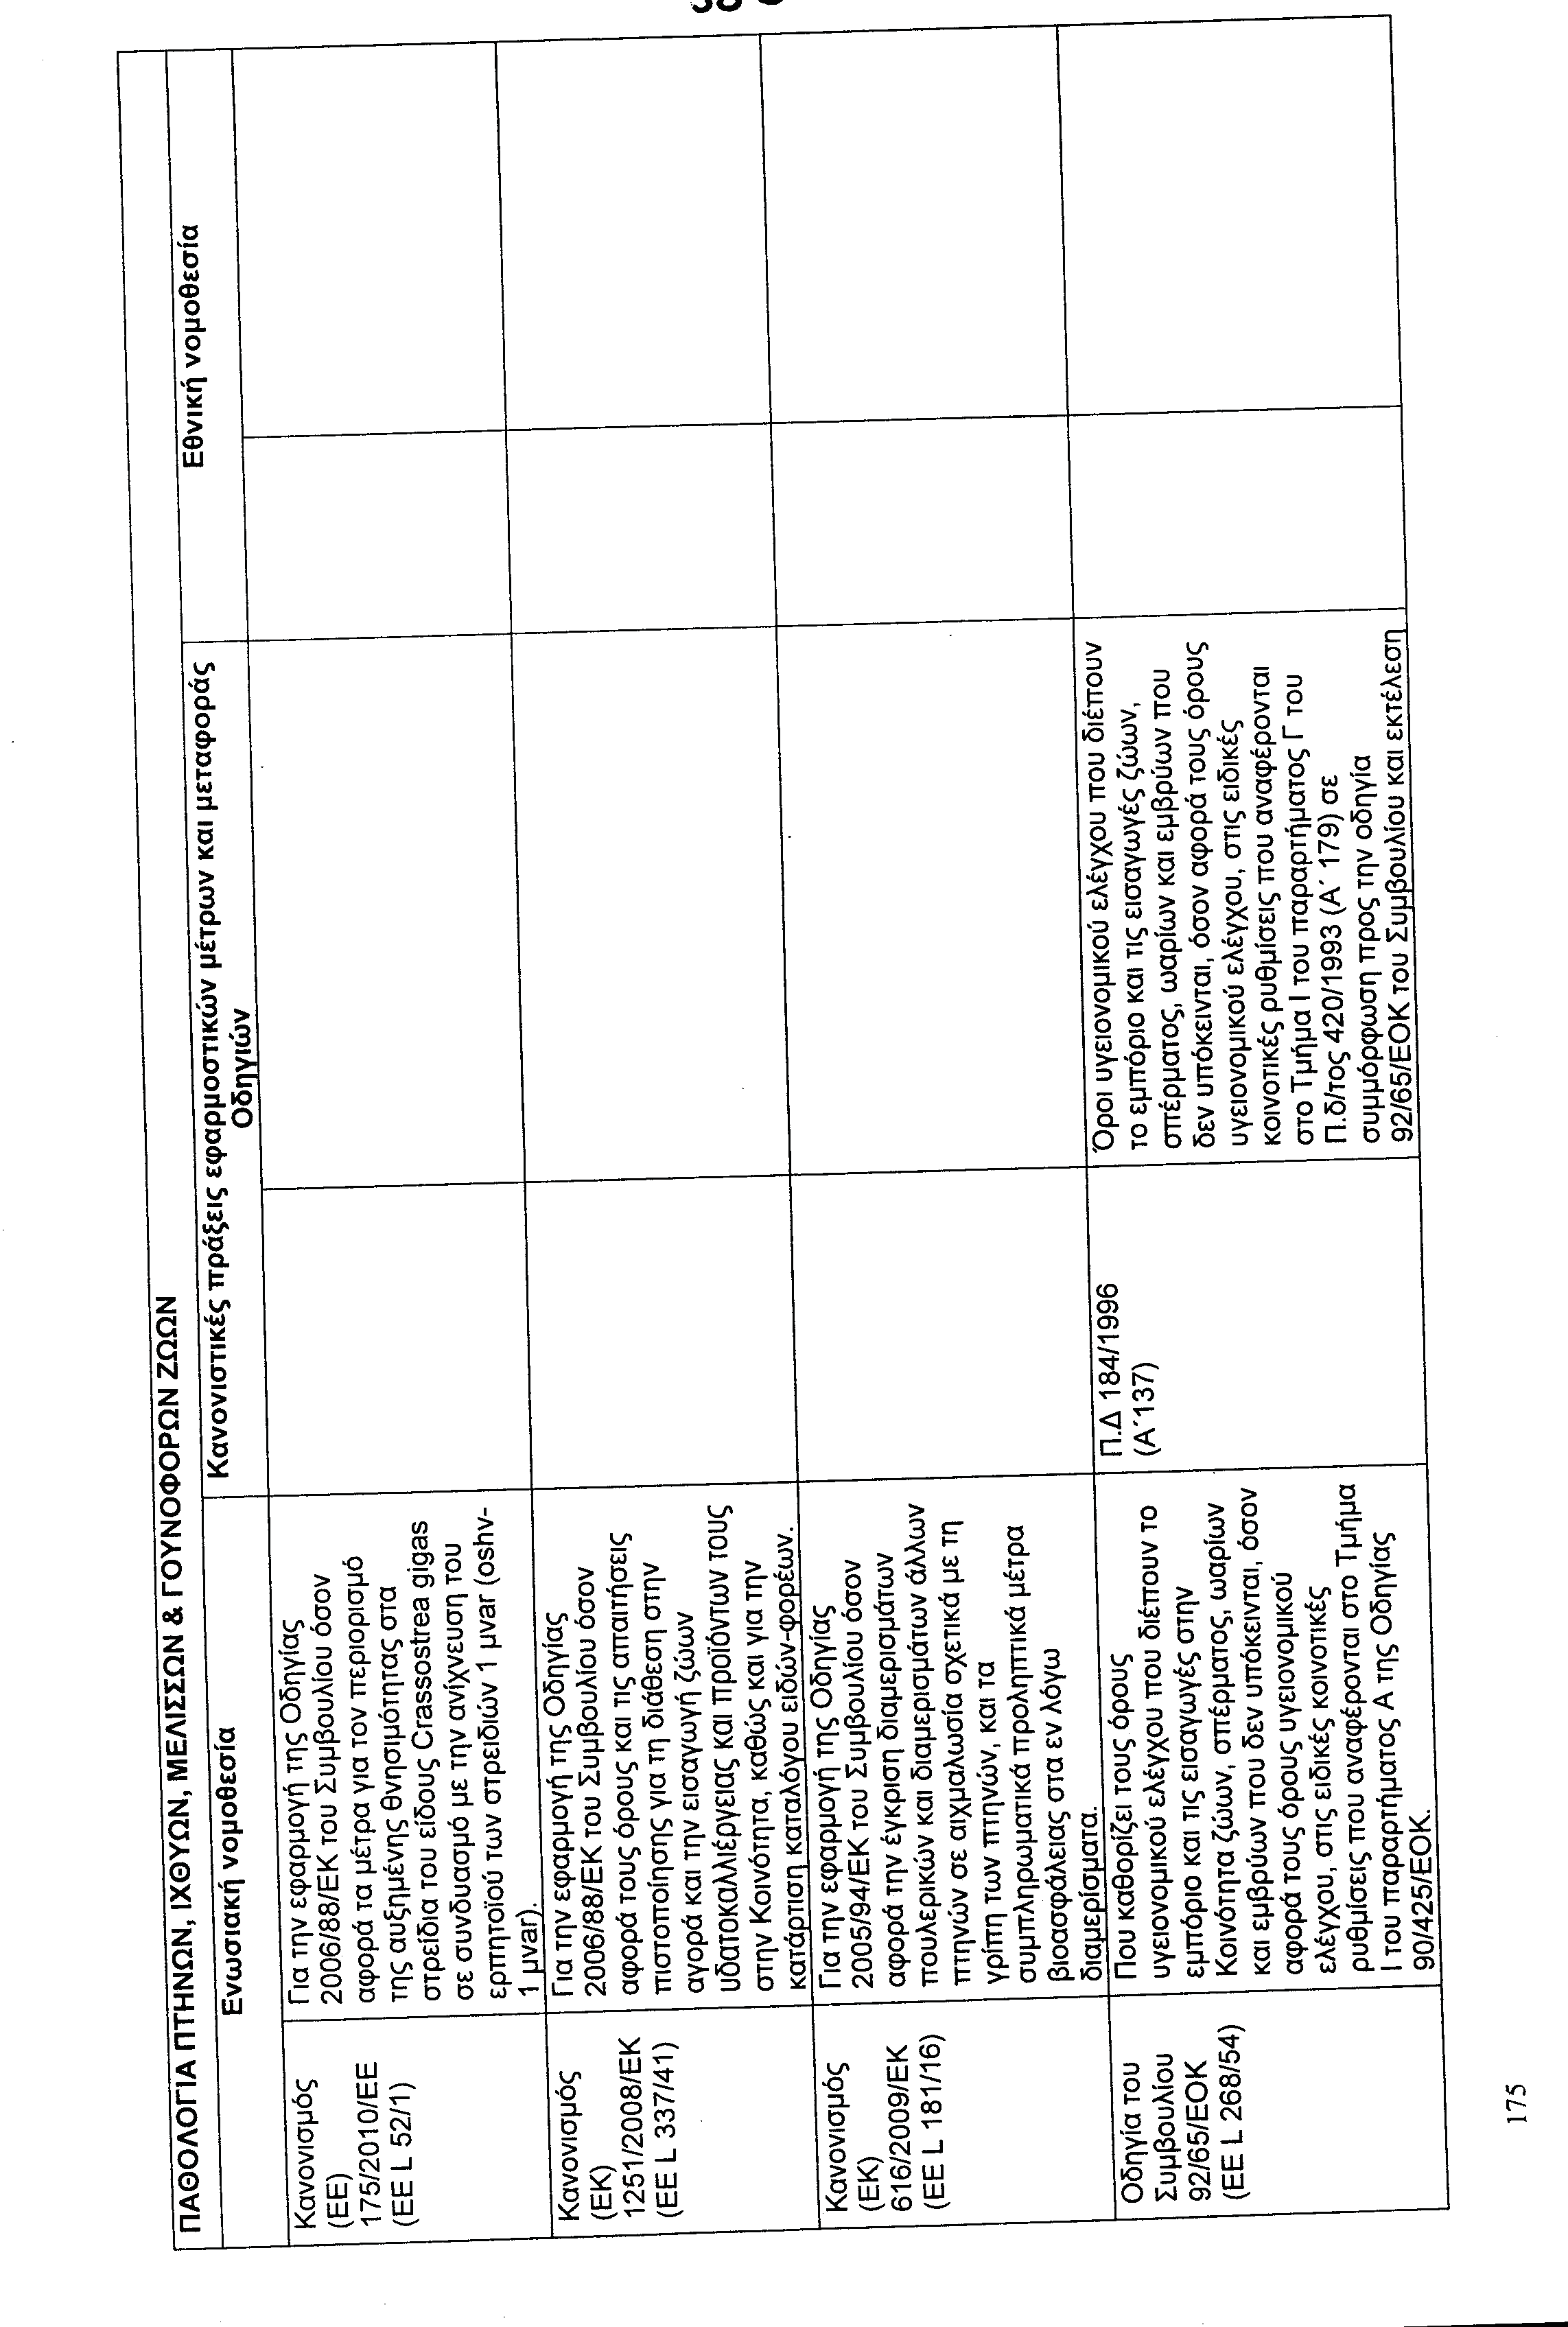 ΠΑΘΟΛΟΓΙΑ ΠΤΗΝΩΝ, ΙΧΘΥΩΝ, ΜΕΛΙΣΣΩΝ & ΓΟΥΝΟΦΟΡΩΝ ΖΩΩΝ
Ενωσιακή νομοθεσία
Κανονιστικές πράξεις εφαρμοστικών μέτρων και μεταφοράς
Οδηγιών
Εθνική νομοθεσία
Κανονισμός
(ΕΕ)
175/2010/ΕΕ
(ΕΕ L 52/1)
Για την εφαρμογή της Οδηγίας
2006/88/ΕΚ του Συμβουλίου όσον
αφορά τα μέτρα για τον περιορισμό
της αυξημένης θνησιμότητας στα
στρείδια του είδους Crassostrea gigas
σε συνδυασμό με την ανίχνευση του
ερπητοϊού των στρειδιών 1 μvar (oshv-
1 μvar).
Κανονισμός
(ΕΚ)
1251/2008/ΕΚ
(ΕΕ L 337/41)
Για την εφαρμογή της Οδηγίας
2006/88/ΕΚ του Συμβουλίου όσον
αφορά τους όρους και τις απαιτήσεις
πιστοποίησης για τη διάθεση στην
αγορά και την εισαγωγή ζώων
υδατοκαλλιέργειας και προϊόντων τους
στην Κοινότητα, καθώς και για την
κατάρτιση καταλόγου ειδών-φορέων.
Κανονισμός
(ΕΚ)
616/2009/ΕΚ
(ΕΕ L 181/16)
Για την εφαρμογή της Οδηγίας
2005/94/ΕΚ του Συμβουλίου όσον
αφορά την έγκριση διαμερισμάτων
πουλερικών και διαμερισμάτων άλλων
πτηνών σε αιχμαλωσία σχετικά με τη
γρίπη των πτηνών, και τα
συμπληρωματικά προληπτικά μέτρα
βιοασφάλειας στα εν λόγω
διαμερίσματα.
Οδηγία του
Συμβουλίου
92/65/ΕΟΚ
(ΕΕ L 268/54)
Που καθορίζει τους όρους
υγειονομικού ελέγχου που διέπουν το
εμπόριο και τις εισαγωγές στην
Κοινότητα ζώων, σπέρματος, ωαρίων
και εμβρύων που δεν υπόκεινται, όσον
αφορά τους όρους υγειονομικού
ελέγχου, στις ειδικές κοινοτικές
ρυθμίσεις που αναφέρονται στο Τμήμα
Ι του παραρτήματος Α της Οδηγίας
90/425/ΕΟΚ.
Π.Δ 184/1996
(Α΄137)
Όροι υγειονομικού ελέγχου που διέπουν
το εμπόριο και τις εισαγωγές ζώων,
σπέρματος, ωαρίων και εμβρύων που
δεν υπόκεινται, όσον αφορά τους όρους
υγειονομικού ελέγχου, στις ειδικές
κοινοτικές ρυθμίσεις που αναφέρονται
στο Τμήμα Ι του παραρτήματος Γ του
Π.δ/τος 420/1993 (Α΄ 179) σε
συμμόρφωση προς την οδηγία
92/65/ΕΟΚ του Συμβουλίου και εκτέλεση
175